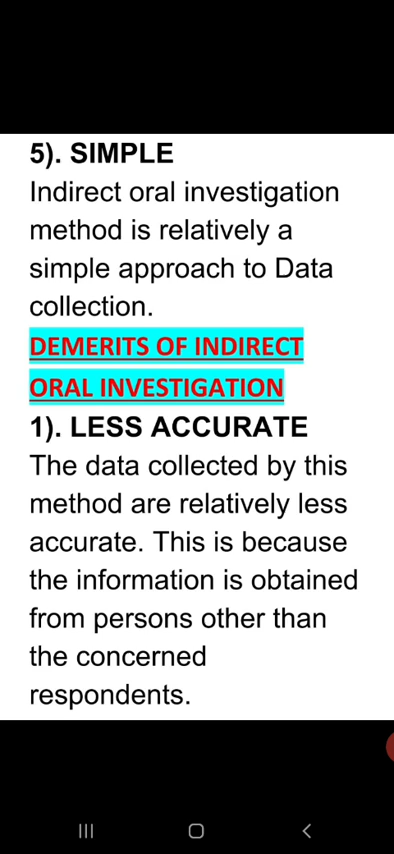 5). SIMPLE
Indirect oral investigation
method is relatively a
simple approach to Data
collection.
DEMERITS OF INDIRECT
ORAL INVESTIGATION
1). LESS ACCURATE
The data collected by this
method are relatively less
accurate. This is because
the information is obtained
from persons other than
the concerned
respondents.